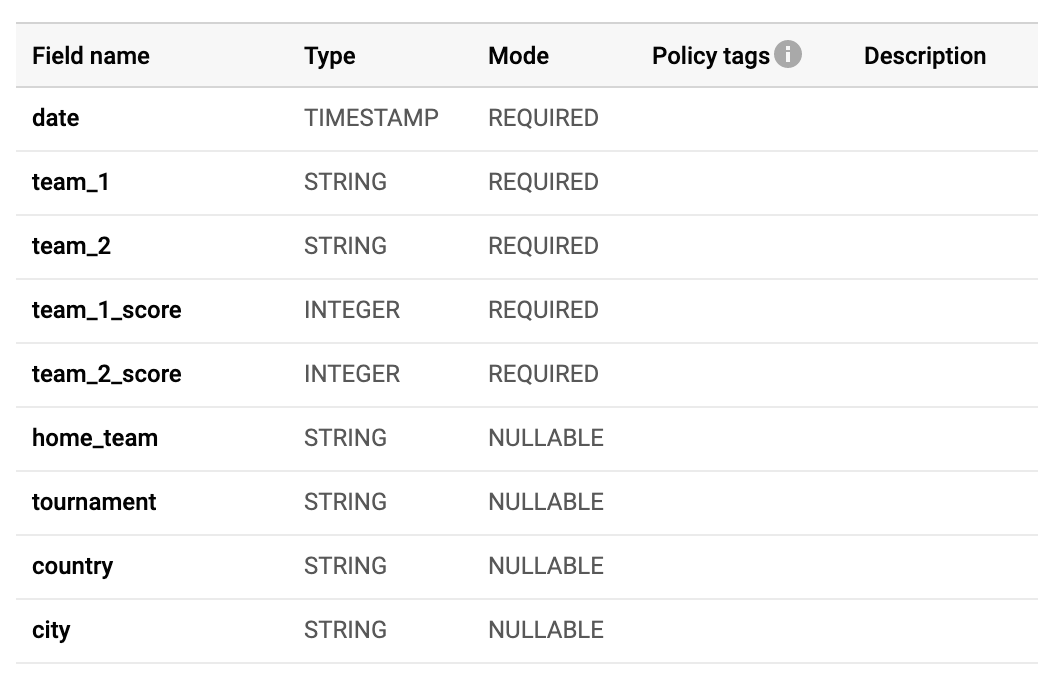 Field name Type Mode Policy tags Description
date TIMESTAMP REQUIRED
team_1 STRING REQUIRED
team_2 STRING REQUIRED
team_1_score INTEGER REQUIRED
team_2_score INTEGER REQUIRED
home_team STRING NULLABLE
tournament STRING NULLABLE
country STRING NULLABLE
city STRING NULLABLE